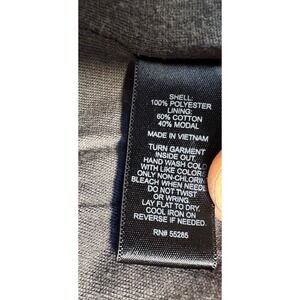 SHELL:
100% POLYESTER
LINING:
60% COTTON
40% MODAL
MADE IN VIETNAM
TURN GARMENT
INSIDE OUT.
HAND WASH COLD
WITH LIKE COLORS
ONLY NON-CHLORINE
BLEACH WHEN NEEDED
DO NOT TWIST
OR WRING.
LAY FLAT TO DRY.
COOL IRON ON
REVERSE IF NEEDED.
RN# 55285